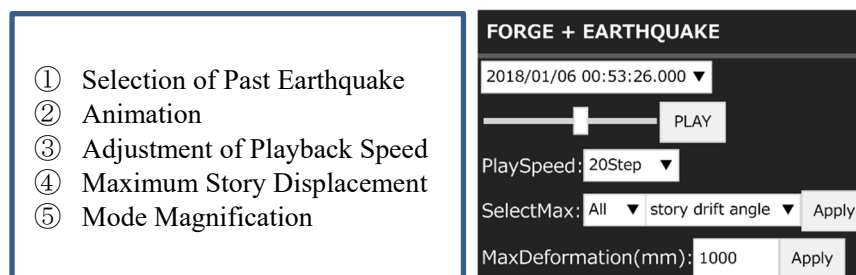 ① Selection of Past Earthquake
② Animation
③ Adjustment of Playback Speed
④ Maximum Story Displacement
⑤ Mode Magnification
FORGE + EARTHQUAKE
2018/01/06 00:53:26.000 ▼
PLAY
PlaySpeed: 20Step ▼
SelectMax: All ▼ story drift angle ▼ Apply
MaxDeformation(mm): 1000 Apply